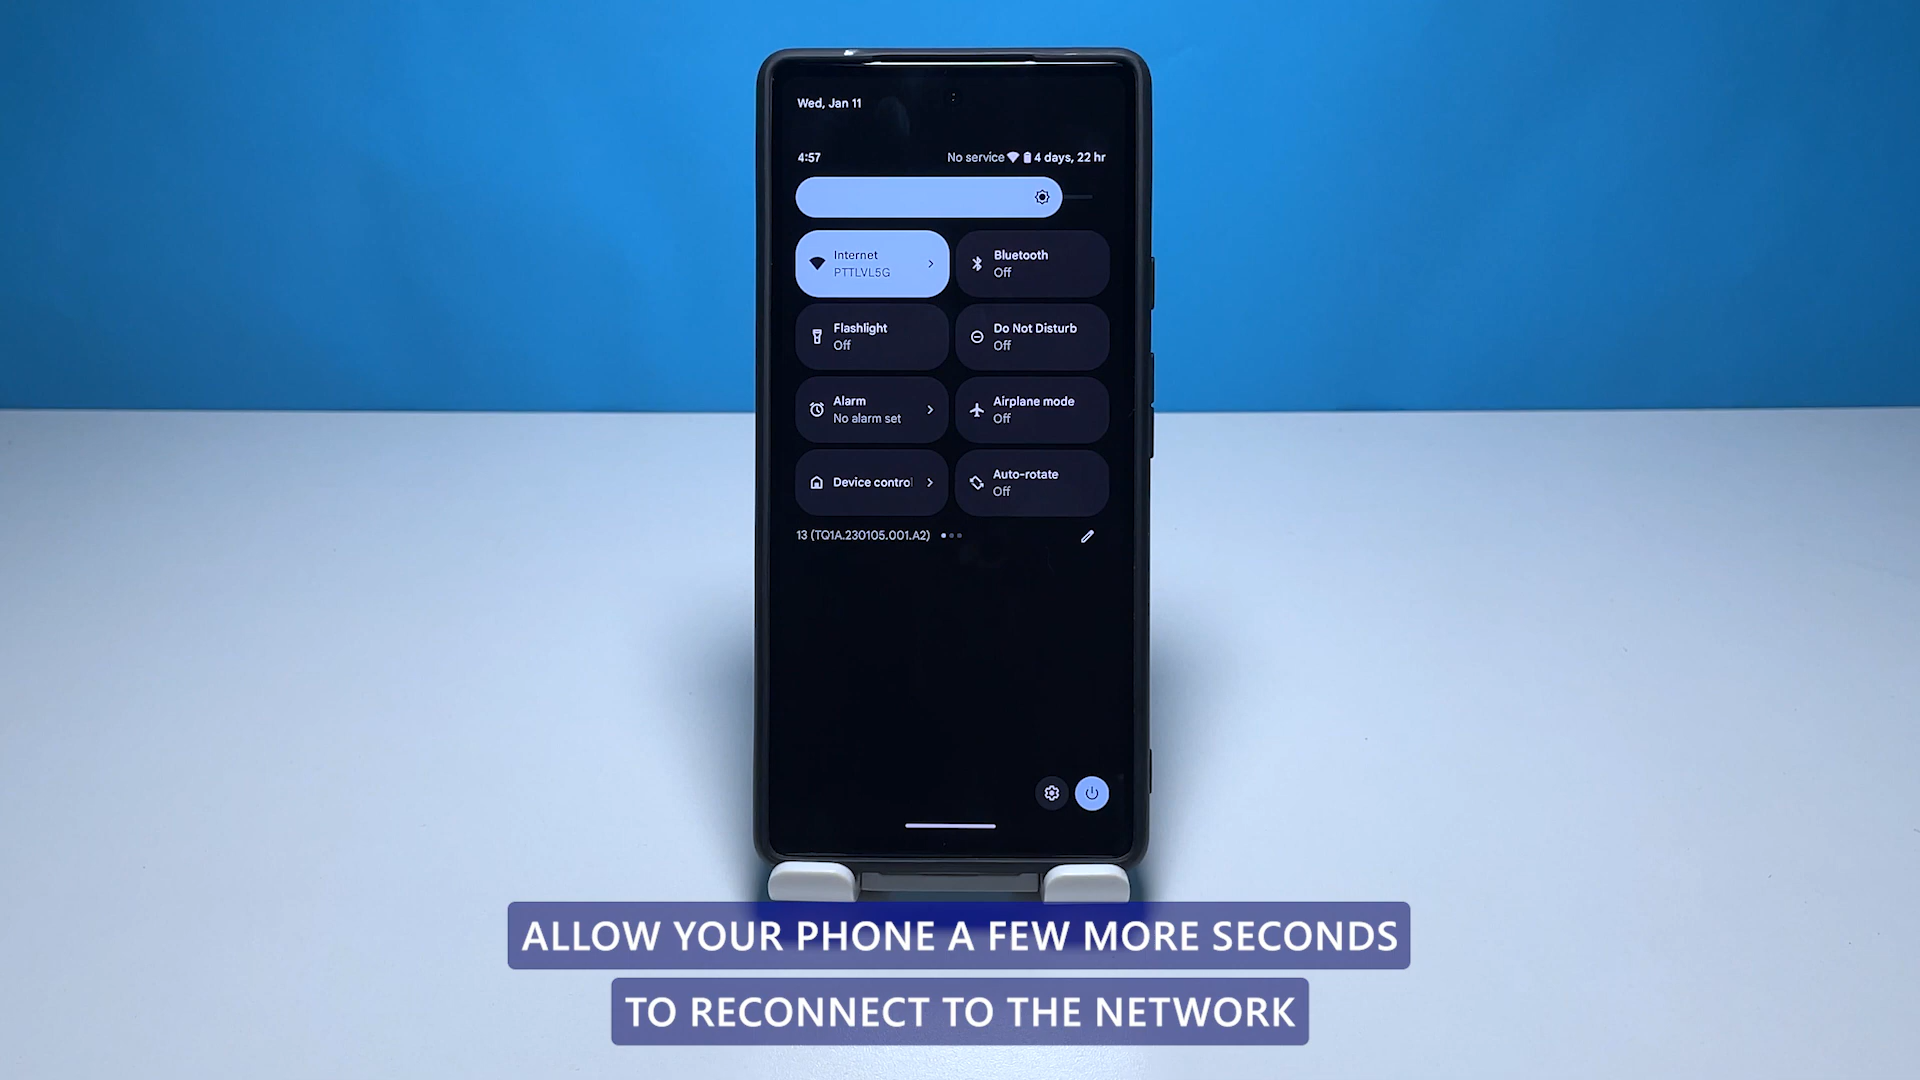 Wed, Jan 11
4:57 No service 4 days, 22 hr
Internet
PTTLVL5G
Bluetooth
Off
Flashlight
Off
Do Not Disturb
Off
Alarm
No alarm set
Airplane mode
Off
Device control
Auto-rotate
Off
13 (TQ1A.230105.001.A2)
ALLOW YOUR PHONE A FEW MORE SECONDS
TO RECONNECT TO THE NETWORK